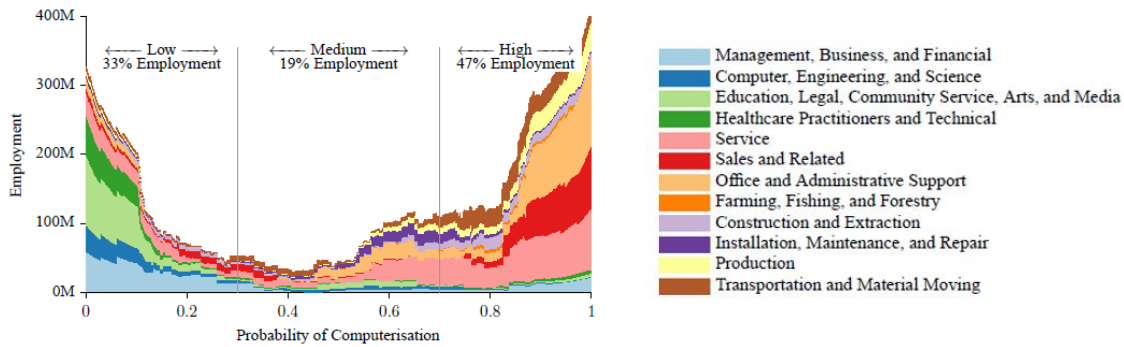 400M
300M
200M
100M
0M
Employment
Low
33% Employment
Medium
19% Employment
High
47% Employment
0
0.2
0.4
0.6
0.8
1
Probability of Computerisation
Management, Business, and Financial
Computer, Engineering, and Science
Education, Legal, Community Service, Arts, and Media
Healthcare Practitioners and Technical
Service
Sales and Related
Office and Administrative Support
Farming, Fishing, and Forestry
Construction and Extraction
Installation, Maintenance, and Repair
Production
Transportation and Material Moving